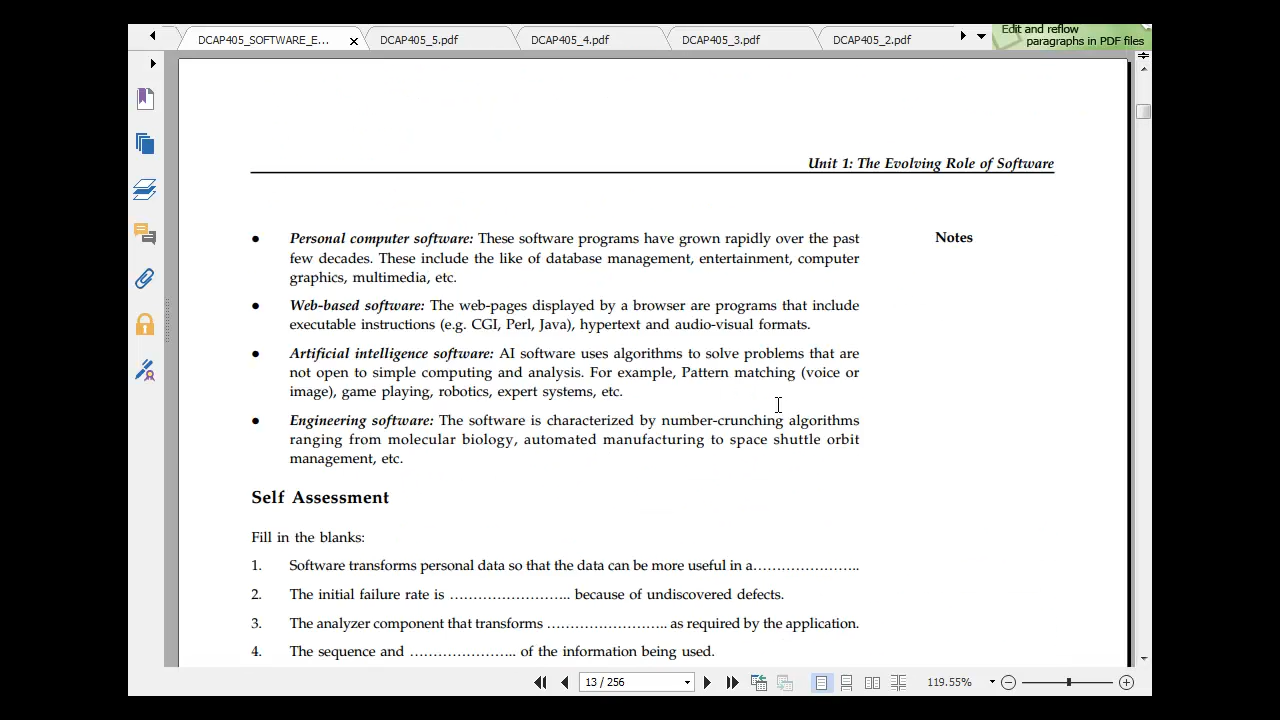 DCAP405_SOFTWARE_E...
DCAP405_5.pdf
DCAP405_4.pdf
DCAP405_3.pdf
DCAP405_2.pdf
Edit and reflow
paragraphs in PDF files
Unit 1: The Evolving Role of Software
Notes
● Personal computer software: These software programs have grown rapidly over the past
few decades. These include the like of database management, entertainment, computer
graphics, multimedia, etc.
● Web-based software: The web-pages displayed by a browser are programs that include
executable instructions (e.g. CGI, Perl, Java), hypertext and audio-visual formats.
● Artificial intelligence software: AI software uses algorithms to solve problems that are
not open to simple computing and analysis. For example, Pattern matching (voice or
image), game playing, robotics, expert systems, etc.
● Engineering software: The software is characterized by number-crunching algorithms
ranging from molecular biology, automated manufacturing to space shuttle orbit
management, etc.
Self Assessment
Fill in the blanks:
1. Software transforms personal data so that the data can be more useful in a…………………..
2. The initial failure rate is …………………….. because of undiscovered defects.
3. The analyzer component that transforms …………………….. as required by the application.
4. The sequence and ………………….. of the information being used.
13 / 256
119.55%